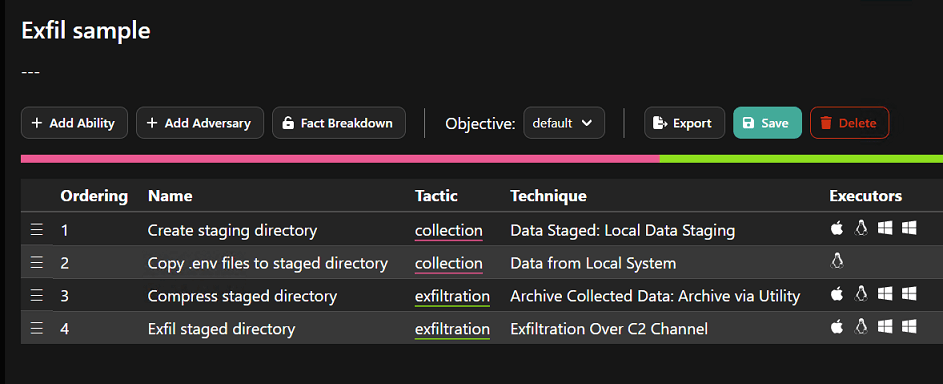 Exfil sample
---
+ Add Ability + Add Adversary Fact Breakdown Objective: default Export Save Delete
Ordering Name Tactic Technique Executors
1 Create staging directory collection Data Staged: Local Data Staging
2 Copy .env files to staged directory collection Data from Local System
3 Compress staged directory exfiltration Archive Collected Data: Archive via Utility
4 Exfil staged directory exfiltration Exfiltration Over C2 Channel